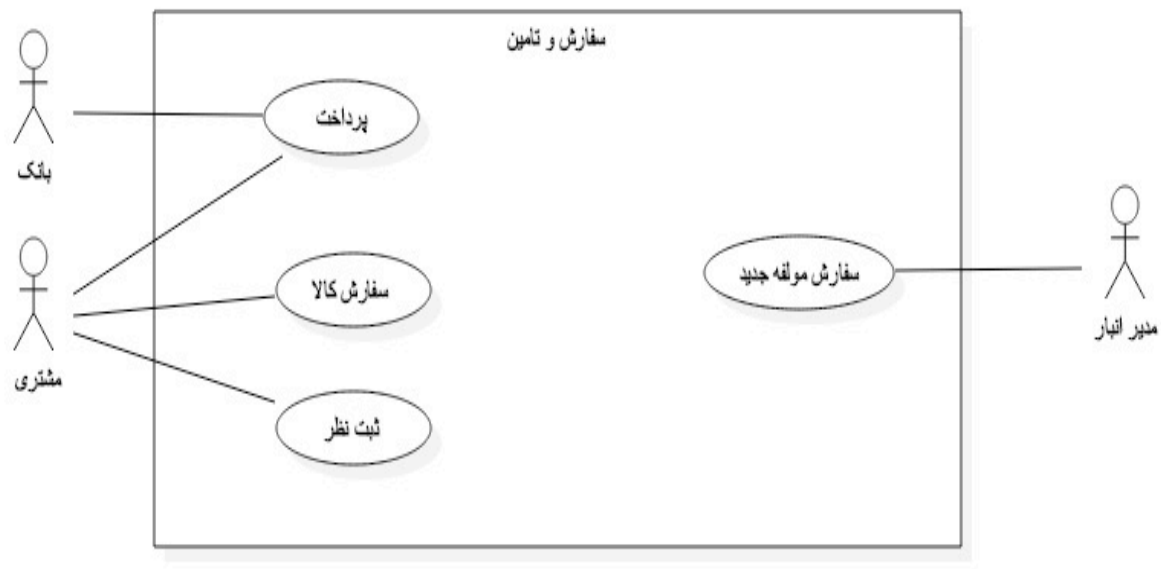 سفارش و تامین
پرداخت
بانک
سفارش مولفه جدید
سفارش کالا
مدیر انبار
مشتری
ثبت نظر